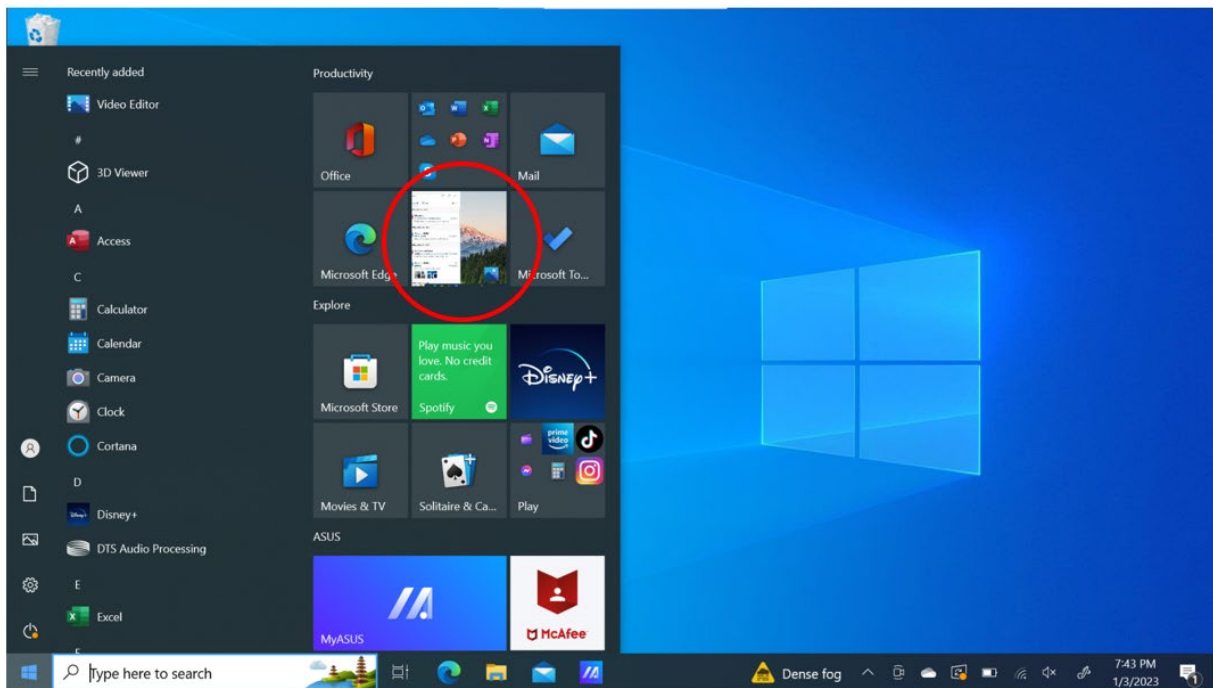 Recently added
Video Editor
#
3D Viewer
A
Access
C
Calculator
Calendar
Camera
Clock
Cortana
D
Disney+
DTS Audio Processing
E
Excel
Productivity
Office
Mail
Microsoft Edge
Microsoft To...
Explore
Microsoft Store
Play music you
love. No credit
cards.
Spotify
Disney+
Movies & TV
Solitaire & Ca...
prime
video
Play
ASUS
MyASUS
McAfee
Type here to search
Dense fog
7:43 PM
1/3/2023
1